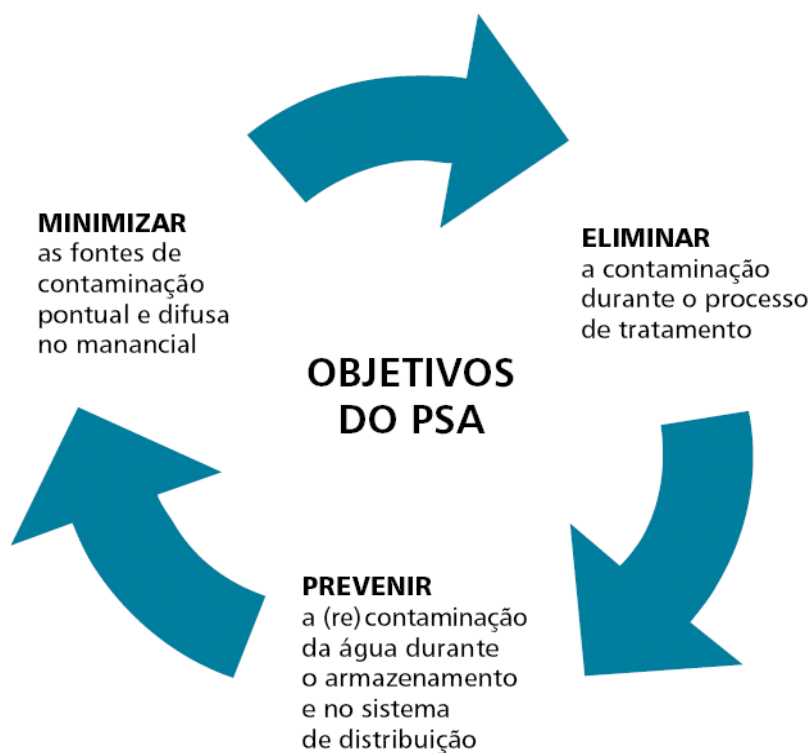 MINIMIZAR
as fontes de
contaminação
pontual e difusa
no manancial
ELIMINAR
a contaminação
durante o processo
de tratamento
OBJETIVOS
DO PSA
PREVENIR
a (re)contaminação
da água durante
o armazenamento
e no sistema
de distribuição